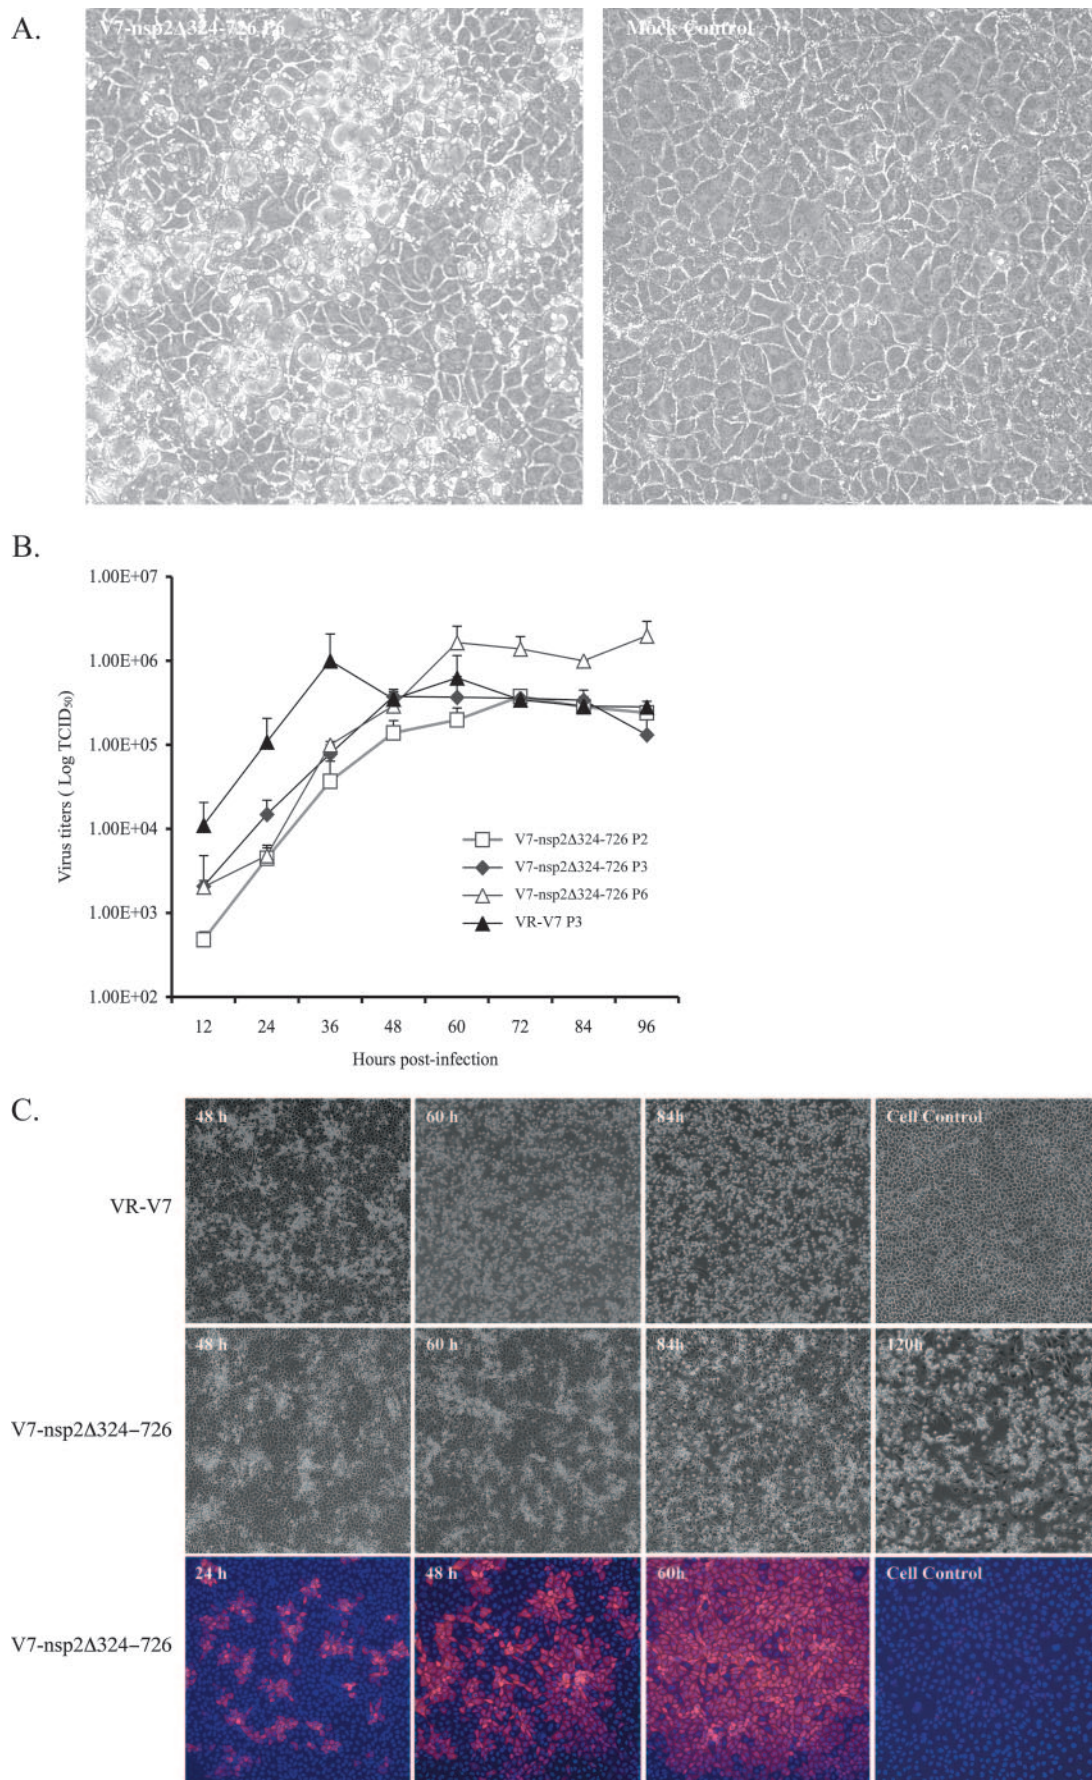 A.
V7-nsp2Δ324-726 P6
Mock Control
B.
1.00E+07
1.00E+06
1.00E+05
1.00E+04
1.00E+03
1.00E+02
Virus titers ( Log TCID₅₀)
V7-nsp2Δ324-726 P2
V7-nsp2Δ324-726 P3
V7-nsp2Δ324-726 P6
VR-V7 P3
12 24 36 48 60 72 84 96
Hours post-infection
C.
VR-V7
48 h
60 h
84h
Cell Control
V7-nsp2Δ324–726
48 h
60 h
84h
120h
V7-nsp2Δ324–726
24 h
48 h
60h
Cell Control